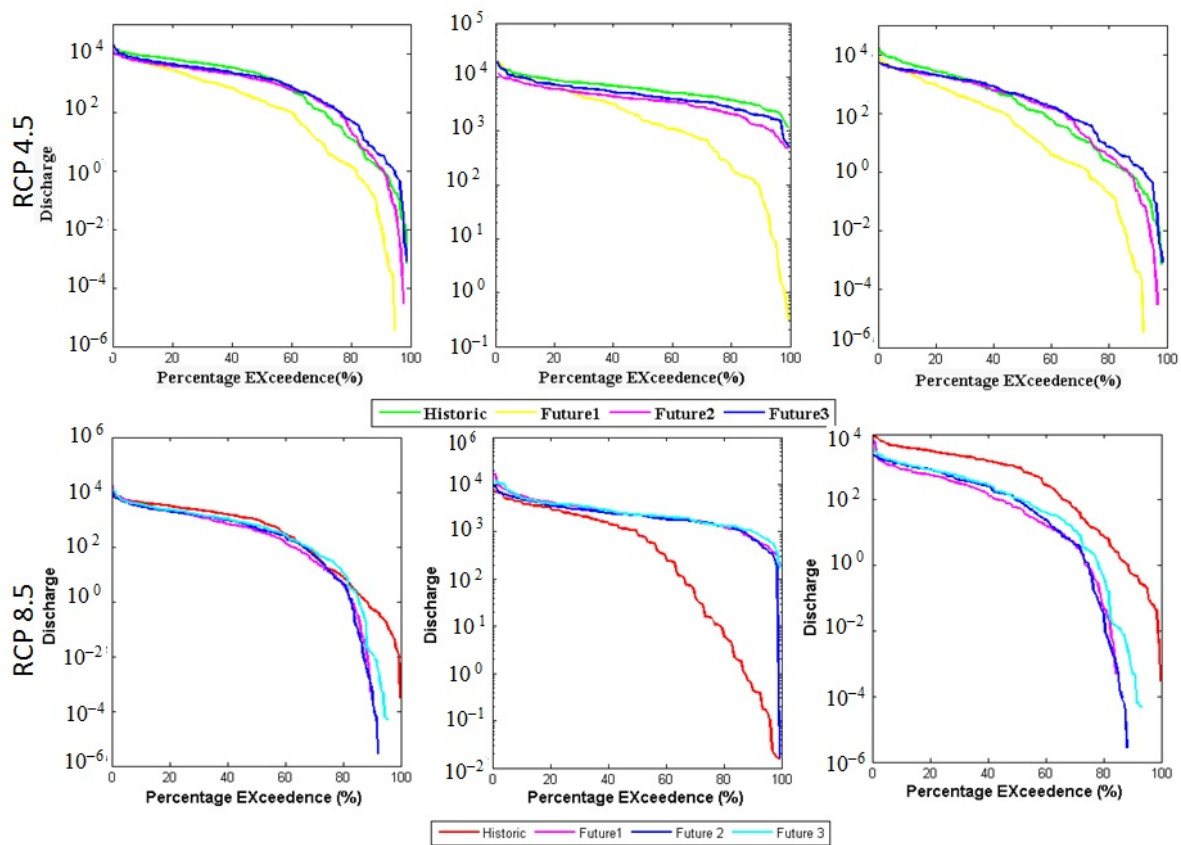 RCP 4.5
Discharge
10^4
10^2
10^0
10^-2
10^-4
10^-6
0 20 40 60 80 100
Percentage EXceedence(%)
10^5
10^4
10^3
10^2
10^1
10^0
10^-1
0 20 40 60 80 100
Percentage EXceedence(%)
10^4
10^2
10^0
10^-2
10^-4
10^-6
0 20 40 60 80 100
Percentage EXceedence(%)
Historic Future1 Future2 Future3
RCP 8.5
Discharge
10^6
10^4
10^2
10^0
10^-2
10^-4
10^-6
0 20 40 60 80 100
Percentage EXceedence (%)
Discharge
10^6
10^5
10^4
10^3
10^2
10^1
10^0
10^-1
10^-2
0 20 40 60 80 100
Percentage EXceedence (%)
Discharge
10^4
10^2
10^0
10^-2
10^-4
10^-6
0 20 40 60 80 100
Percentage EXceedence (%)
Historic Future1 Future 2 Future 3